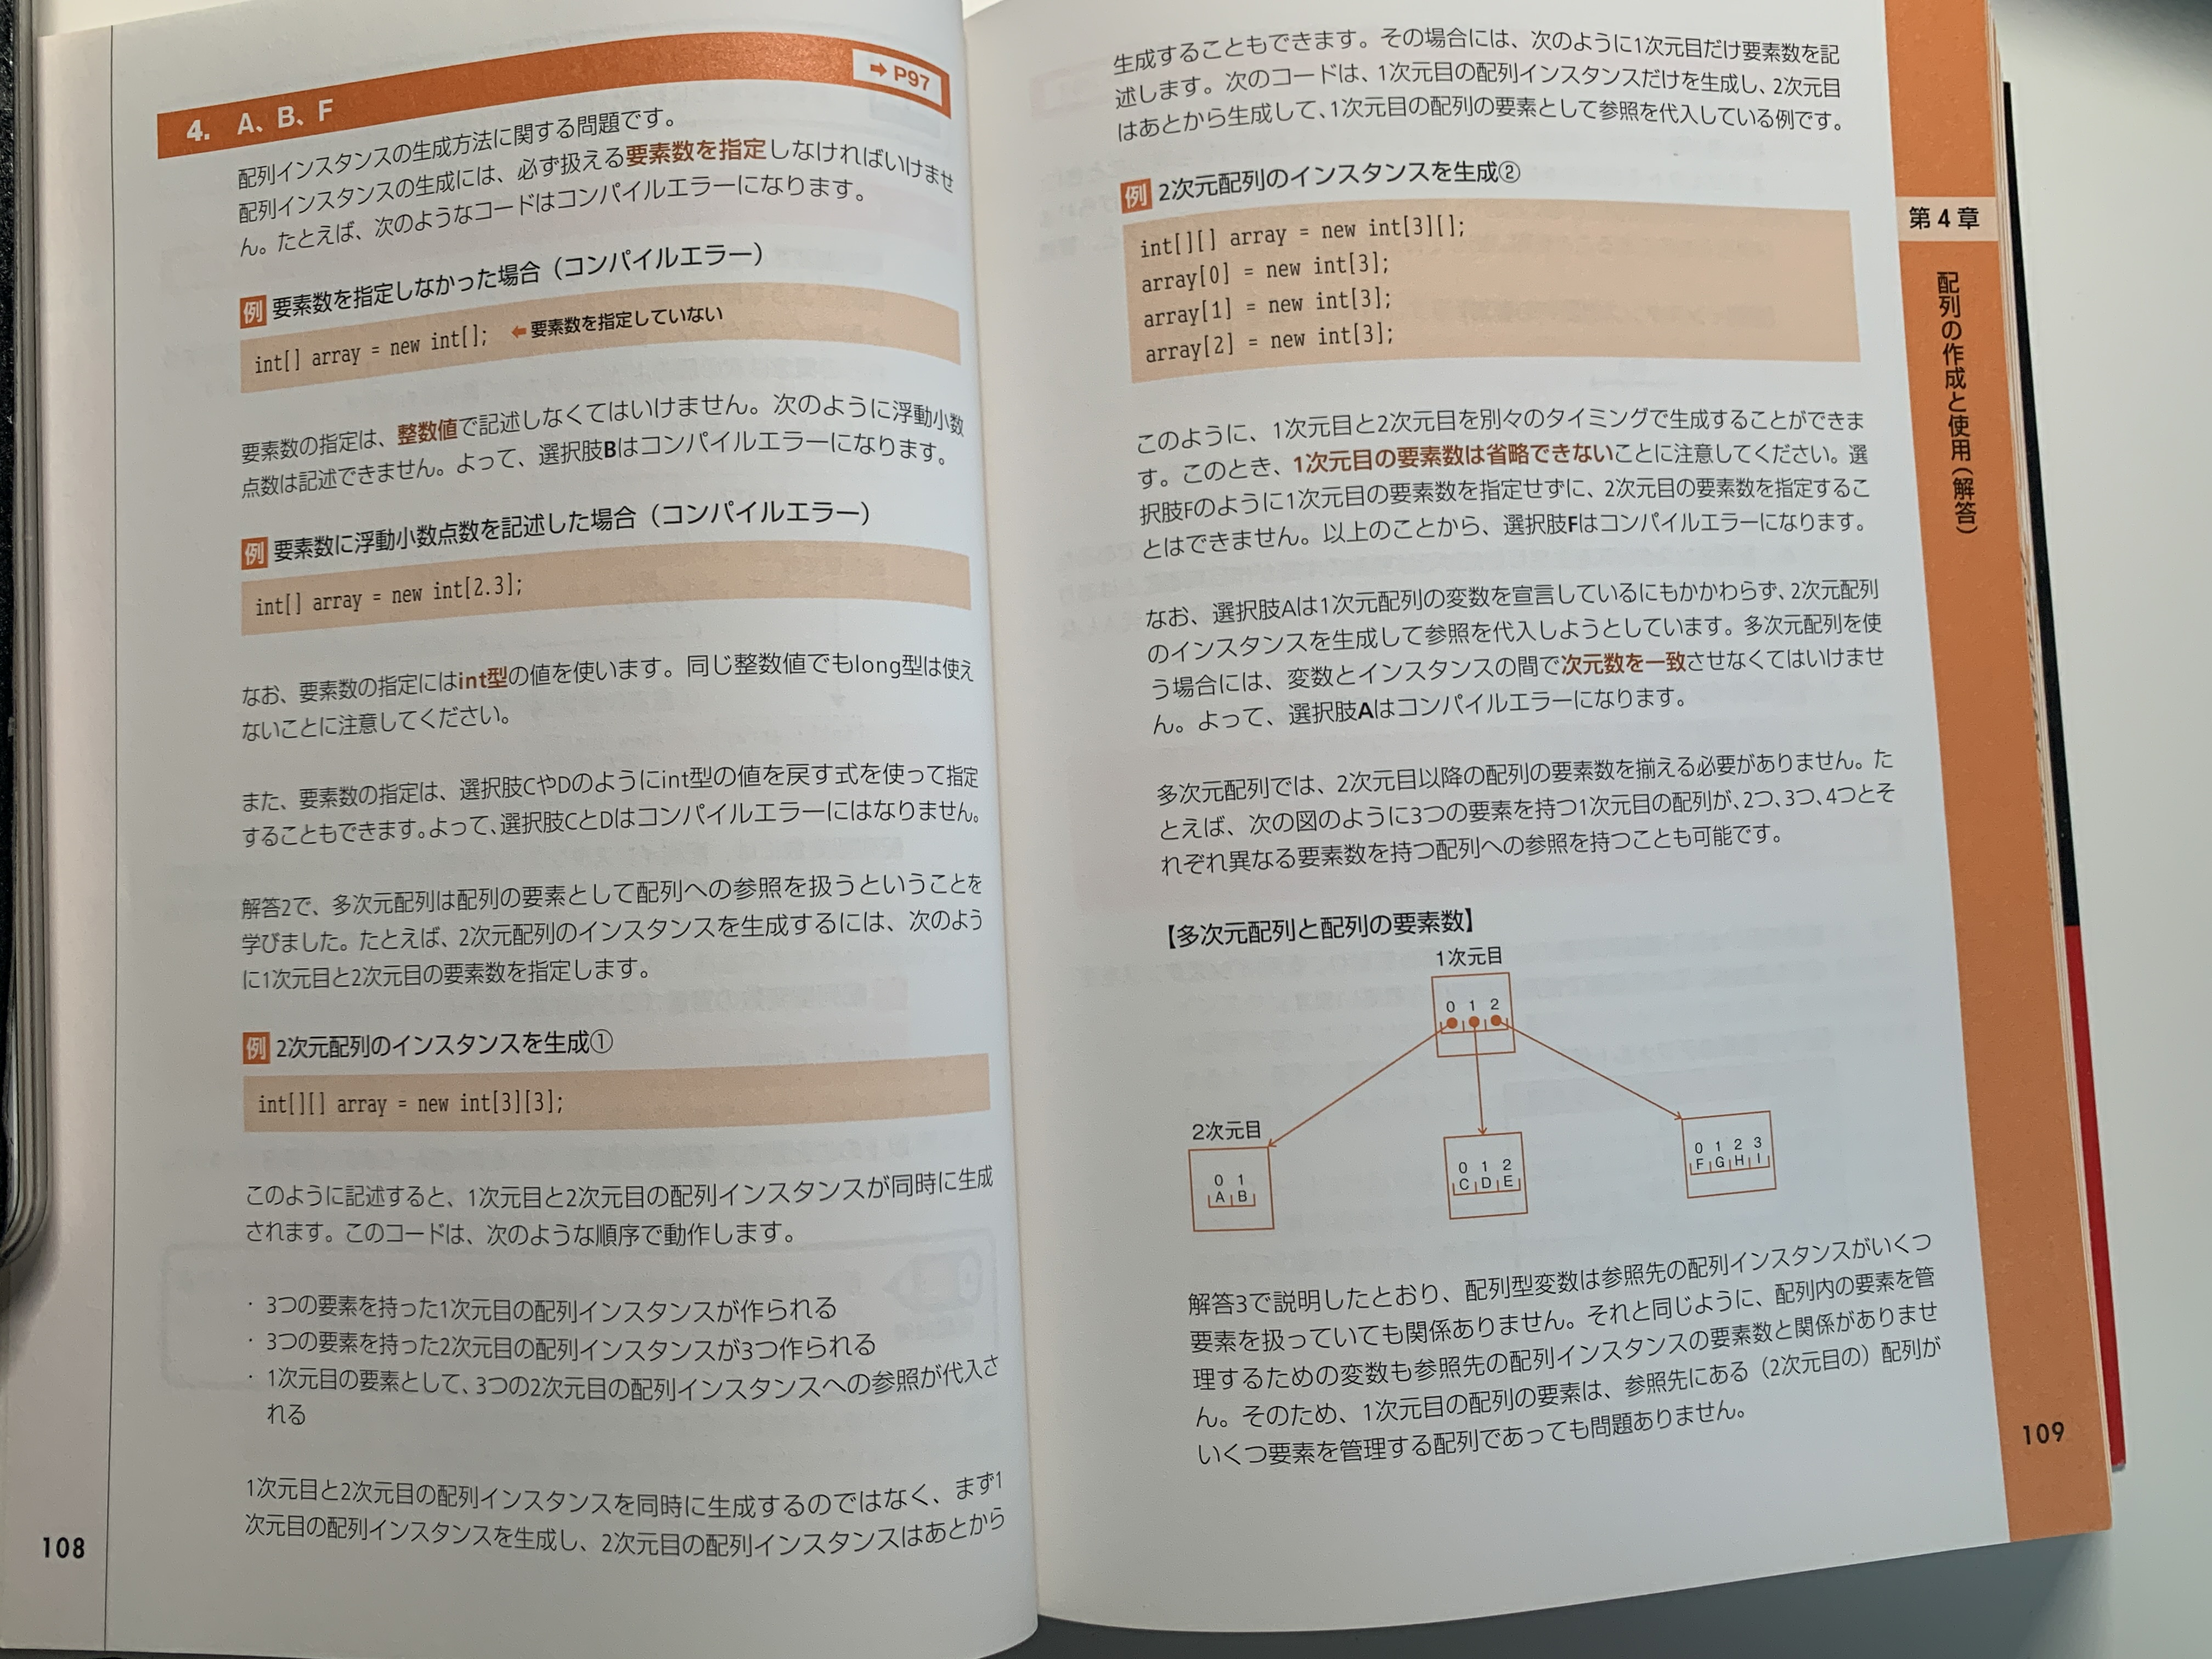 4. A、B、F
➡ P97
配列インスタンスの生成方法に関する問題です。
配列インスタンスの生成には、必ず扱える要素数を指定しなければいけませ
ん。たとえば、次のようなコードはコンパイルエラーになります。
例 要素数を指定しなかった場合（コンパイルエラー）
int[] array = new int[]; ⬅要素数を指定していない
要素数の指定は、整数値で記述しなくてはいけません。次のように浮動小数
点数は記述できません。よって、選択肢Bはコンパイルエラーになります。
例 要素数に浮動小数点数を記述した場合（コンパイルエラー）
int[] array = new int[2.3];
なお、要素数の指定にはint型の値を使います。同じ整数値でもlong型は使え
ないことに注意してください。
また、要素数の指定は、選択肢CやDのようにint型の値を戻す式を使って指定
することもできます。よって、選択肢CとDはコンパイルエラーにはなりません。
解答2で、多次元配列は配列の要素として配列への参照を扱うということを
学びました。たとえば、2次元配列のインスタンスを生成するには、次のよう
に1次元目と2次元目の要素数を指定します。
例 2次元配列のインスタンスを生成①
int[][] array = new int[3][3];
このように記述すると、1次元目と2次元目の配列インスタンスが同時に生成
されます。このコードは、次のような順序で動作します。
・ 3つの要素を持った1次元目の配列インスタンスが作られる
・ 3つの要素を持った2次元目の配列インスタンスが3つ作られる
・ 1次元目の要素として、3つの2次元目の配列インスタンスへの参照が代入さ
れる
1次元目と2次元目の配列インスタンスを同時に生成するのではなく、まず1
次元目の配列インスタンスを生成し、2次元目の配列インスタンスはあとから
108
生成することもできます。その場合には、次のように1次元目だけ要素数を記
述します。次のコードは、1次元目の配列インスタンスだけを生成し、2次元目
はあとから生成して、1次元目の配列の要素として参照を代入している例です。
例 2次元配列のインスタンスを生成②
int[][] array = new int[3][];
array[0] = new int[3];
array[1] = new int[3];
array[2] = new int[3];
このように、1次元目と2次元目を別々のタイミングで生成することができま
す。このとき、1次元目の要素数は省略できないことに注意してください。選
択肢Fのように1次元目の要素数を指定せずに、2次元目の要素数を指定するこ
とはできません。以上のことから、選択肢Fはコンパイルエラーになります。
なお、選択肢Aは1次元配列の変数を宣言しているにもかかわらず、2次元配列
のインスタンスを生成して参照を代入しようとしています。多次元配列を使
う場合には、変数とインスタンスの間で次元数を一致させなくてはいけませ
ん。よって、選択肢Aはコンパイルエラーになります。
多次元配列では、2次元目以降の配列の要素数を揃える必要がありません。た
とえば、次の図のように3つの要素を持つ1次元目の配列が、2つ、3つ、4つとそ
れぞれ異なる要素数を持つ配列への参照を持つことも可能です。
【多次元配列と配列の要素数】
1次元目
0 1 2
2次元目
0 1
A B
0 1 2
C D E
0 1 2 3
F G H I
解答3で説明したとおり、配列型変数は参照先の配列インスタンスがいくつ
要素を扱っていても関係ありません。それと同じように、配列内の要素を管
理するための変数も参照先の配列インスタンスの要素数と関係がありませ
ん。そのため、1次元目の配列の要素は、参照先にある（2次元目の）配列が
いくつ要素を管理する配列であっても問題ありません。
第4章
配列の作成と使用（解答）
109